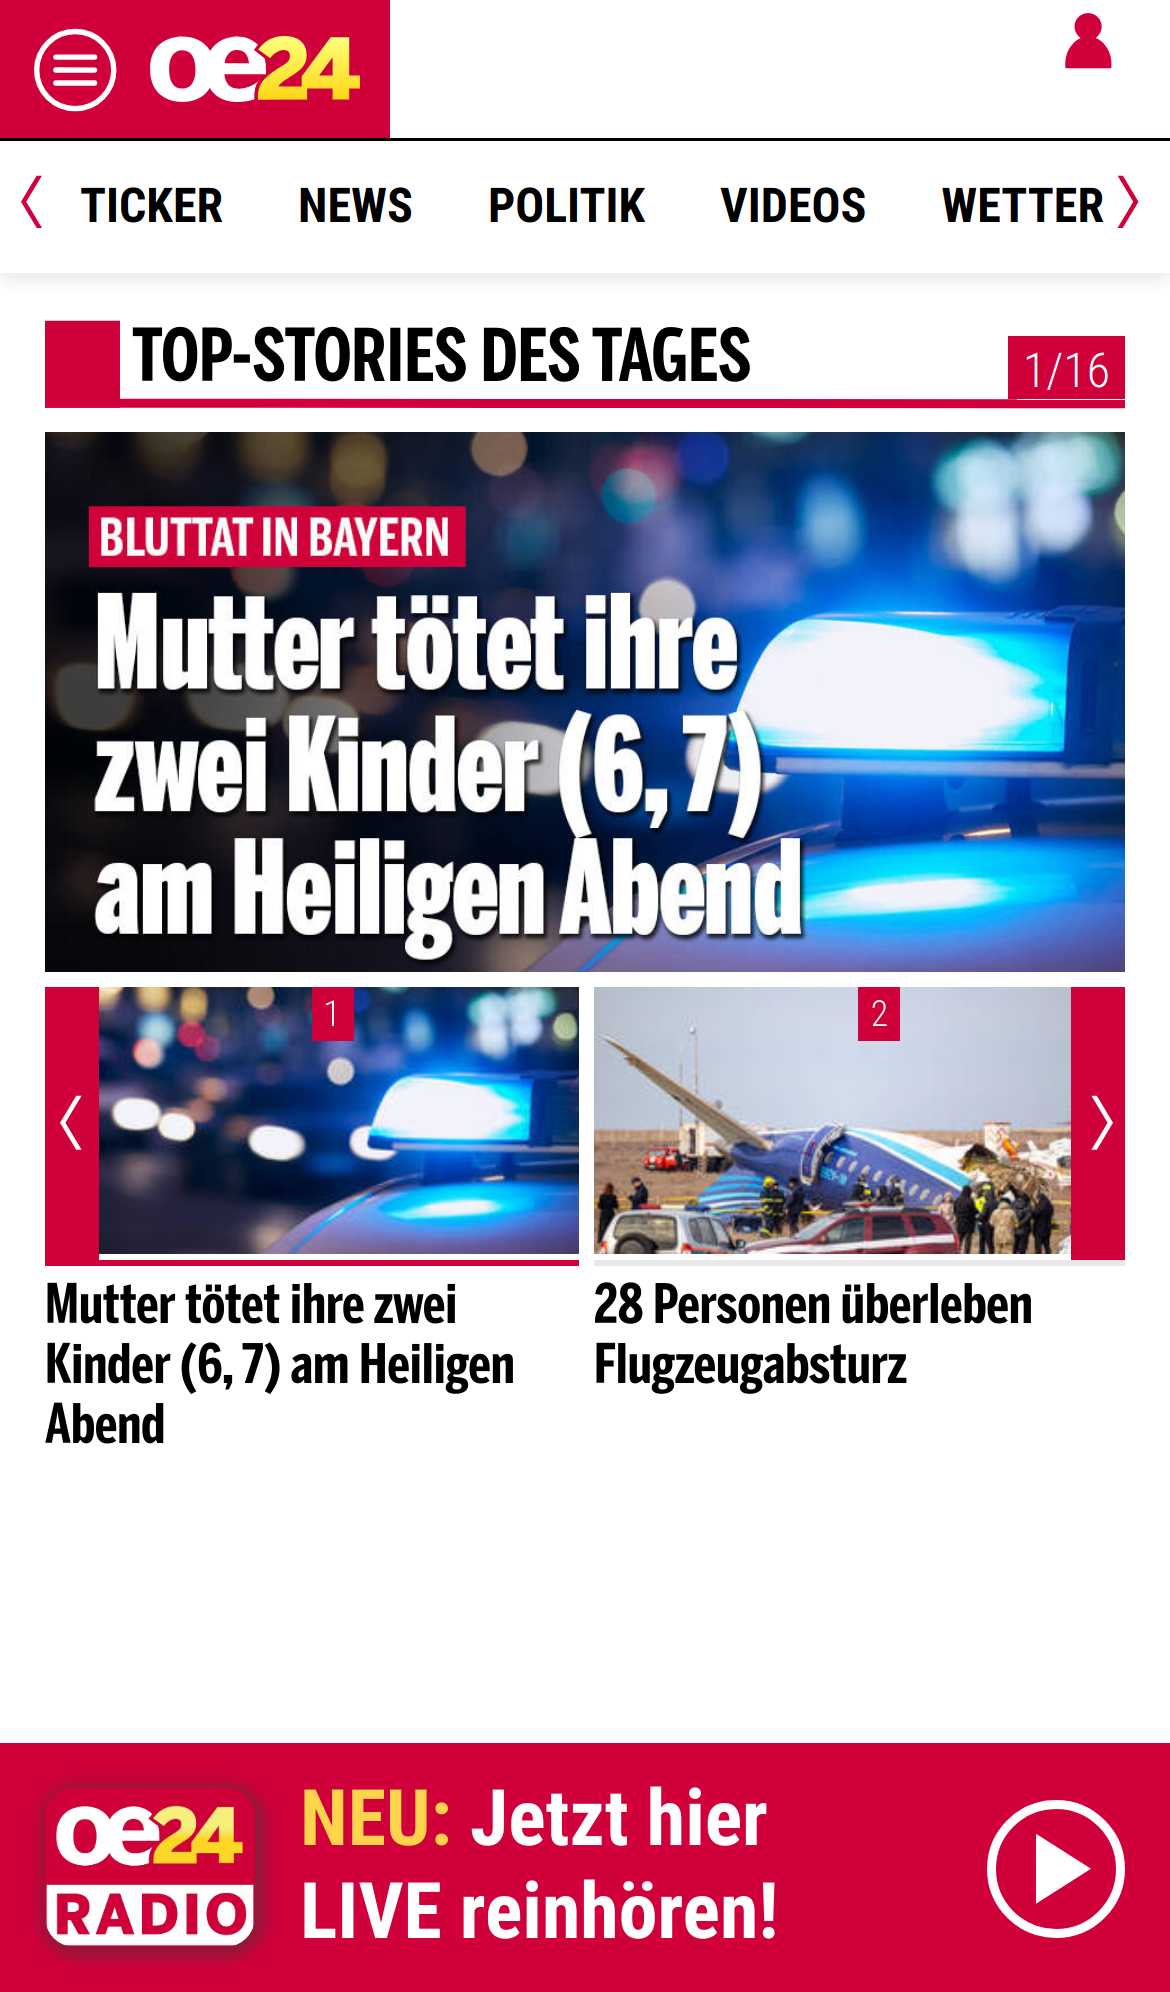 oe24
TICKER NEWS POLITIK VIDEOS WETTER
TOP-STORIES DES TAGES
1/16
BLUTTAT IN BAYERN
Mutter tötet ihre
zwei Kinder (6, 7)
am Heiligen Abend
1
2
Mutter tötet ihre zwei
Kinder (6, 7) am Heiligen
Abend
28 Personen überleben
Flugzeugabsturz
oe24
RADIO
NEU: Jetzt hier
LIVE reinhören!